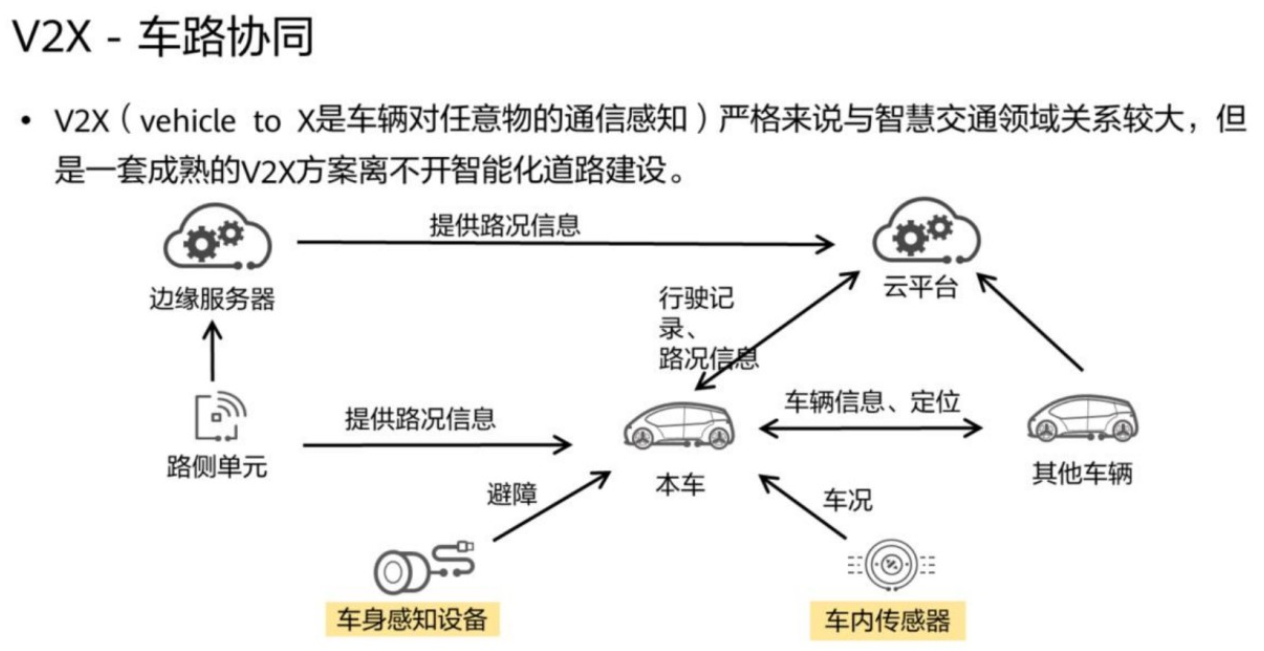 V2X - 车路协同
• V2X（vehicle to X是车辆对任意物的通信感知）严格来说与智慧交通领域关系较大，但
是一套成熟的V2X方案离不开智能化道路建设。
提供路况信息
边缘服务器
云平台
行驶记
录、
路况信息
提供路况信息
车辆信息、定位
路侧单元
本车
其他车辆
避障
车况
车身感知设备
车内传感器